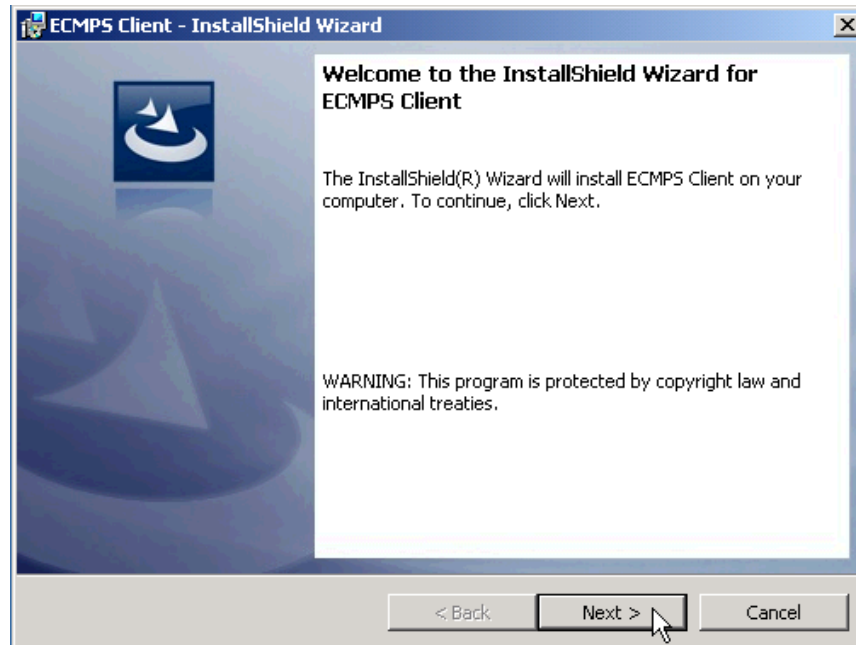 ECMPS Client - InstallShield Wizard
Welcome to the InstallShield Wizard for
ECMPS Client
The InstallShield(R) Wizard will install ECMPS Client on your
computer. To continue, click Next.
WARNING: This program is protected by copyright law and
international treaties.
< Back
Next >
Cancel